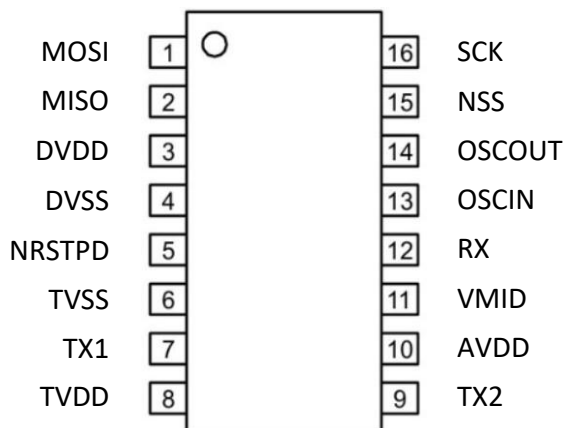 MOSI 1 16 SCK
MISO 2 15 NSS
DVDD 3 14 OSCOUT
DVSS 4 13 OSCIN
NRSTPD 5 12 RX
TVSS 6 11 VMID
TX1 7 10 AVDD
TVDD 8 9 TX2